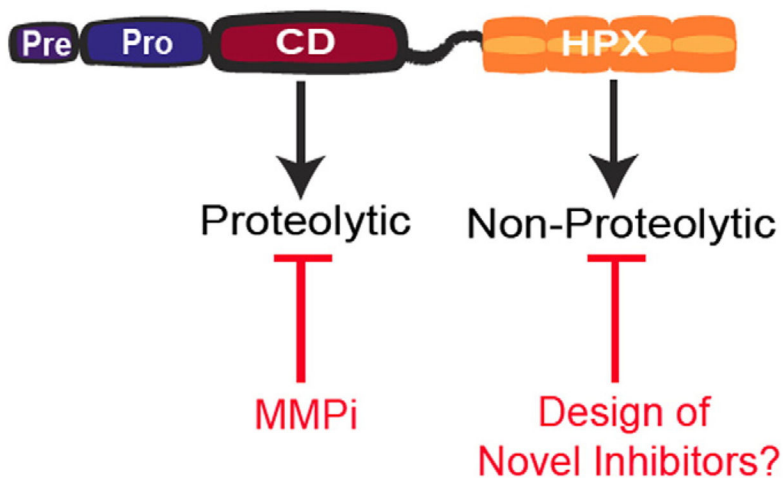 Pre Pro CD HPX
Proteolytic Non-Proteolytic
MMPi Design of
Novel Inhibitors?